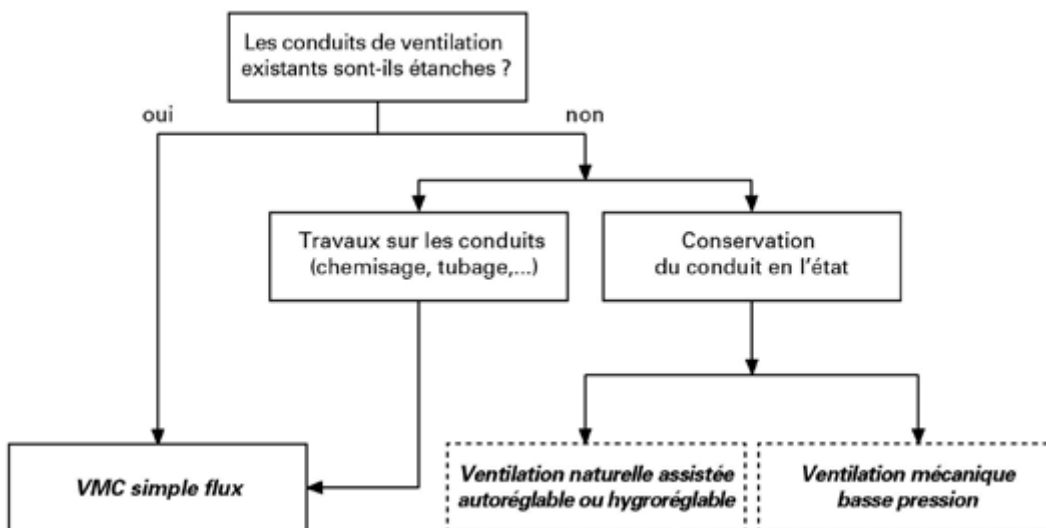 Les conduits de ventilation
existants sont-ils étanches ?
oui
non
Travaux sur les conduits
(chemisage, tubage,...)
Conservation
du conduit en l'état
VMC simple flux
Ventilation naturelle assistée
autoréglable ou hygroréglable
Ventilation mécanique
basse pression